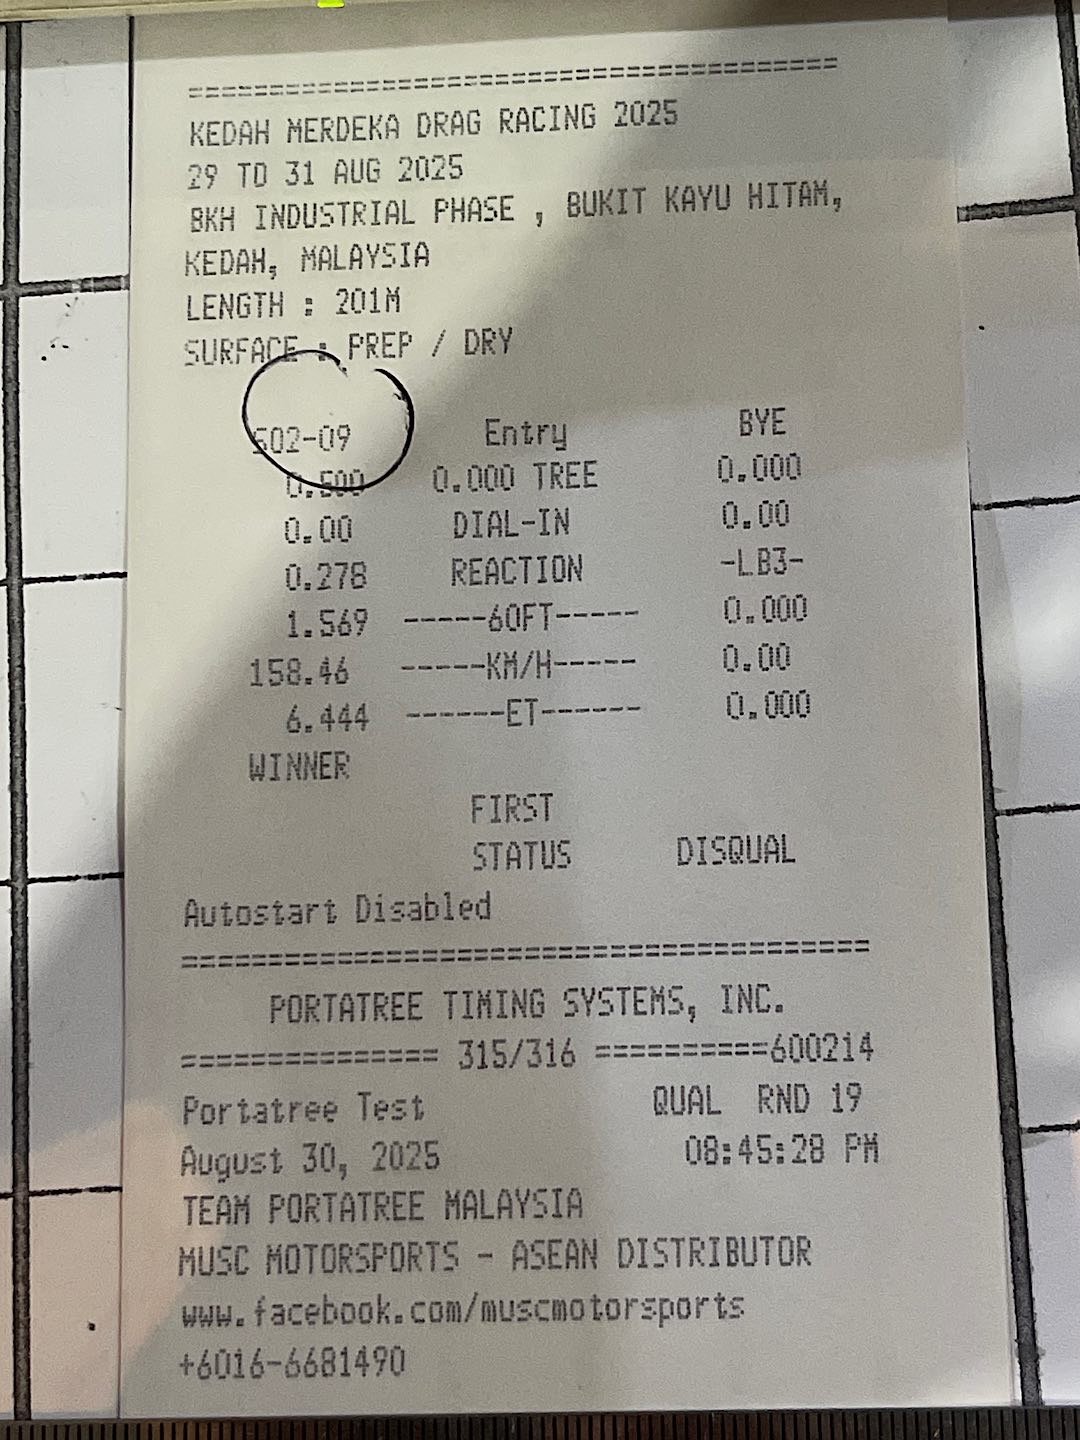 =====================================
KEDAH MERDEKA DRAG RACING 2025
29 TO 31 AUG 2025
BKH INDUSTRIAL PHASE , BUKIT KAYU HITAM,
KEDAH, MALAYSIA
LENGTH : 201M
SURFACE : PREP / DRY
S02-09 Entry BYE
0.500 0.000 TREE 0.000
0.00 DIAL-IN 0.00
0.278 REACTION -LB3-
1.569 -----60FT----- 0.000
158.46 -----KM/H----- 0.00
6.444 ------ET------ 0.000
WINNER
FIRST
STATUS DISQUAL
Autostart Disabled
========================================
PORTATREE TIMING SYSTEMS, INC.
=============== 315/316 ==========600214
Portatree Test QUAL RND 19
August 30, 2025 08:45:28 PM
TEAM PORTATREE MALAYSIA
MUSC MOTORSPORTS - ASEAN DISTRIBUTOR
www.facebook.com/muscmotorsports
+6016-6681490